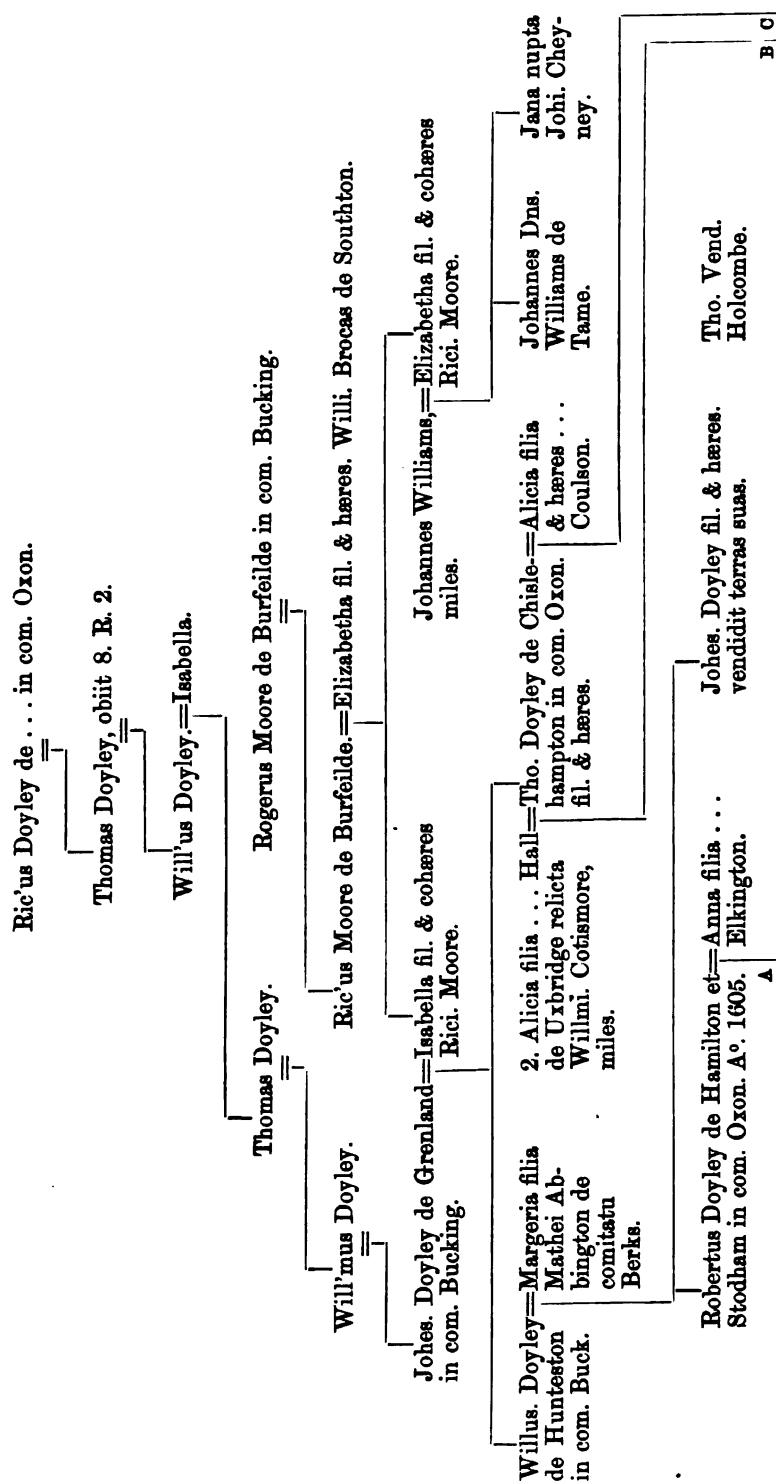 Ric'us Doyley de ... in com. Oxon.
Thomas Doyley, obiit 8. R. 2.
Will'us Doyley.=Isabella.
Thomas Doyley.
Rogerus Moore de Burfeilde in com. Bucking.
Will'mus Doyley.
Ric'us Moore de Burfeilde.=Elizabetha fil. & hæres. Willi. Brocas de Southton.
Johes. Doyley de Grenland=Isabella fil. & cohæres
in com. Bucking.
Rici. Moore.
Johannes Williams,=Elizabetha fil. & cohæres
miles.
Rici. Moore.
Willus. Doyley=Margeria filia
de Hunteston
in com. Buck.
Mathei Ab-
bington de
comitatu
Berks.
2. Alicia filia ... Hall=Tho. Doyley de Chisle-=Alicia filia
de Uxbridge relicta
Willmi. Cotismore,
miles.
hampton in com. Oxon.
fil. & hæres.
& hæres ...
Coulson.
Johannes Dns.
Williams de
Tame.
Jana nupta
Johi. Chey-
ney.
Robertus Doyley de Hamilton et=Anna filia ...
Stodham in com. Oxon. Aº. 1605.
Elkington.
Johes. Doyley fil. & hæres.
vendidit terras suas.
Tho. Vend.
Holcombe.
A
B
C